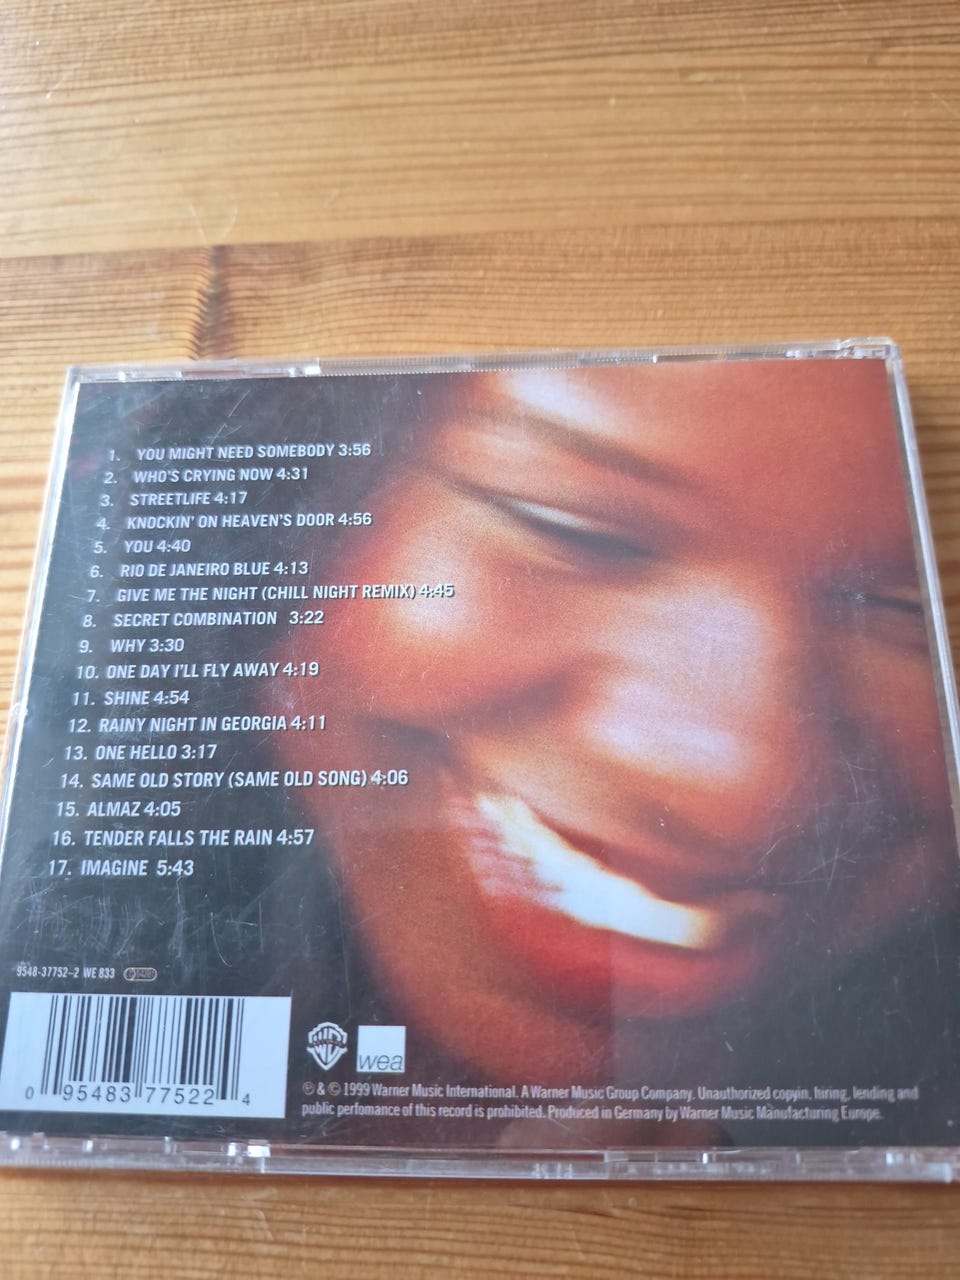 1. YOU MIGHT NEED SOMEBODY 3:56
2. WHO'S CRYING NOW 4:31
3. STREETLIFE 4:17
4. KNOCKIN' ON HEAVEN'S DOOR 4:56
5. YOU 4:40
6. RIO DE JANEIRO BLUE 4:13
7. GIVE ME THE NIGHT (CHILL NIGHT REMIX) 4:45
8. SECRET COMBINATION 3:22
9. WHY 3:30
10. ONE DAY I'LL FLY AWAY 4:19
11. SHINE 4:54
12. RAINY NIGHT IN GEORGIA 4:11
13. ONE HELLO 3:17
14. SAME OLD STORY (SAME OLD SONG) 4:06
15. ALMAZ 4:05
16. TENDER FALLS THE RAIN 4:57
17. IMAGINE 5:43
9548-37752-2 WE 833
0 95483 77522 4
wea
℗ & © 1999 Warner Music International. A Warner Music Group Company. Unauthorized copyin, hiring, lending and
public perfomance of this record is prohibited. Produced in Germany by Warner Music Manufacturing Europe.